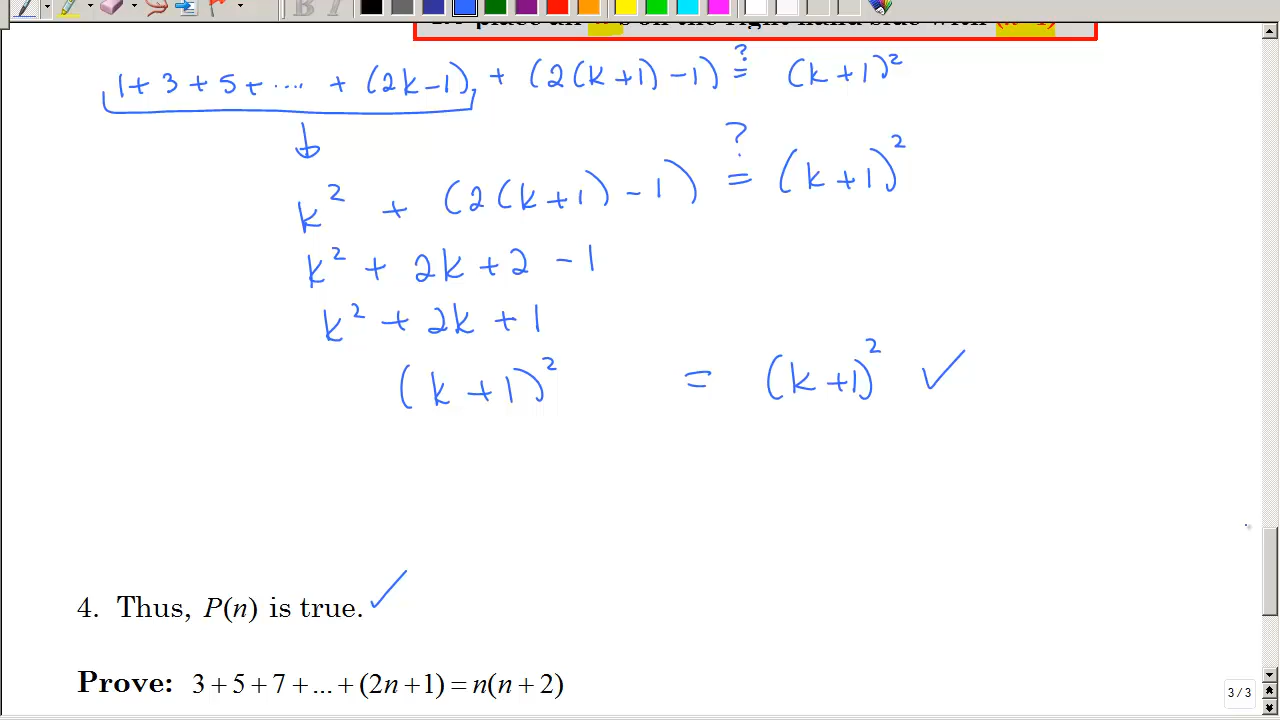 B I
1 + 3 + 5 + .... + (2k-1) + (2(k+1) -1) ?= (k+1)²
k² + (2(k+1) -1) ?= (k+1)²
k² + 2k + 2 - 1
k² + 2k + 1
(k+1)² = (k+1)² ✓
4. Thus, P(n) is true. ✓
Prove: 3+5+7+...+(2n+1)=n(n+2)
3/3